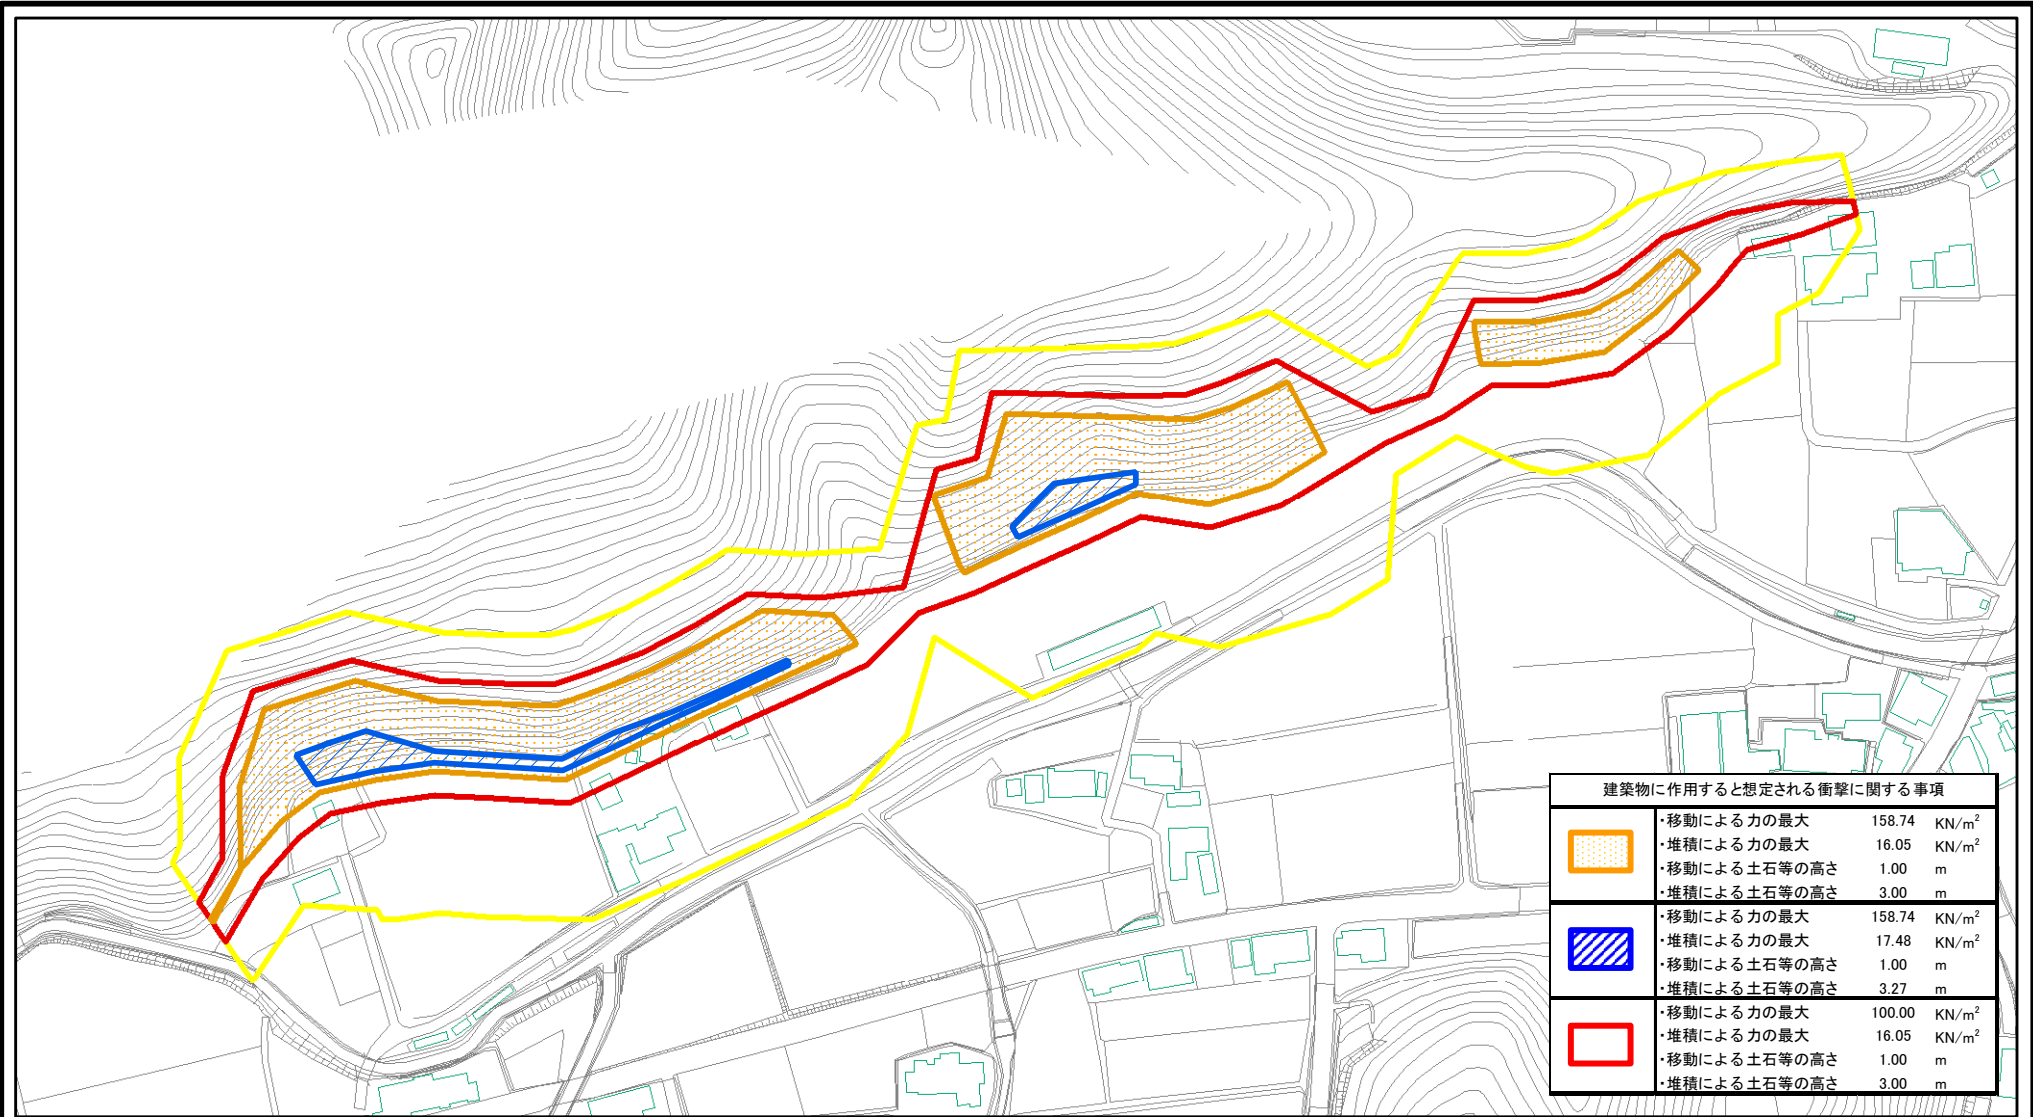 建築物に作用すると想定される衝撃に関する事項
・移動による力の最大 158.74 KN/m²
・堆積による力の最大 16.05 KN/m²
・移動による土石等の高さ 1.00 m
・堆積による土石等の高さ 3.00 m
・移動による力の最大 158.74 KN/m²
・堆積による力の最大 17.48 KN/m²
・移動による土石等の高さ 1.00 m
・堆積による土石等の高さ 3.27 m
・移動による力の最大 100.00 KN/m²
・堆積による力の最大 16.05 KN/m²
・移動による土石等の高さ 1.00 m
・堆積による土石等の高さ 3.00 m